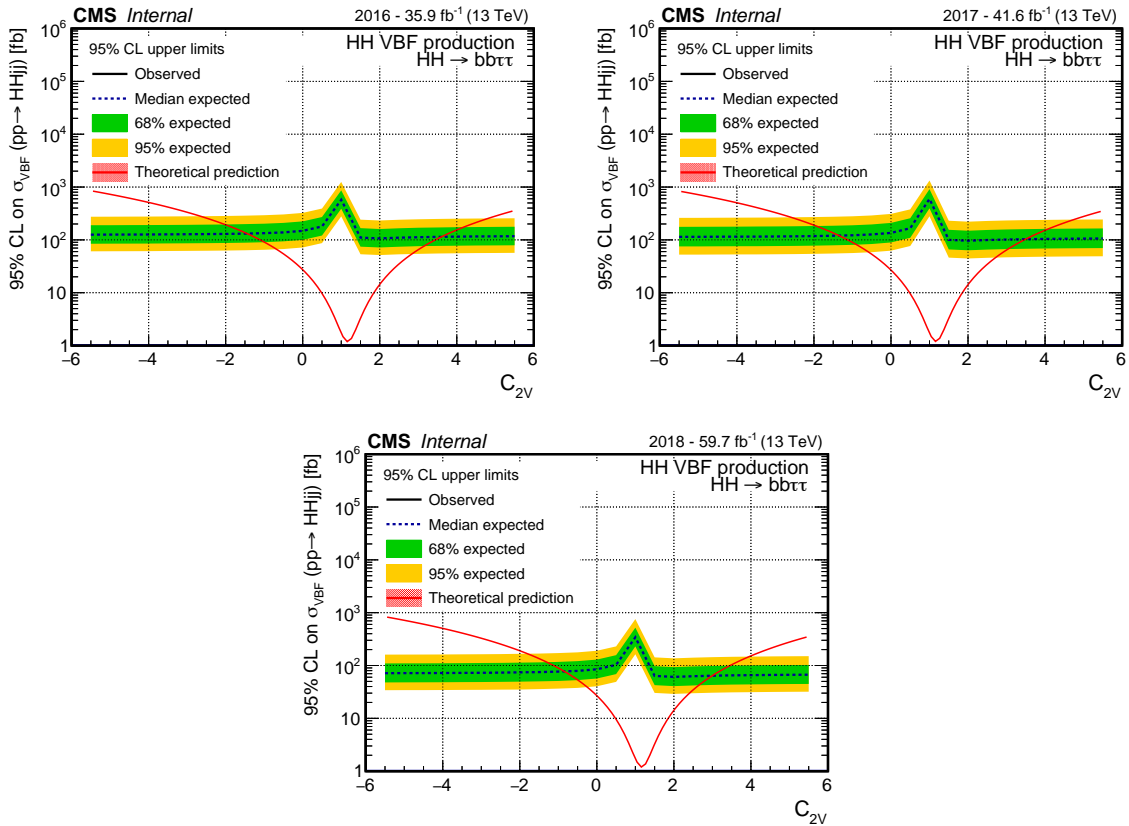 CMS Internal 2016 - 35.9 fb⁻¹ (13 TeV)
95% CL on σ_VBF (pp→ HHjj) [fb]
95% CL upper limits
HH VBF production
HH → bbττ
Observed
Median expected
68% expected
95% expected
Theoretical prediction
10⁶
10⁵
10⁴
10³
10²
10
1
−6 −4 −2 0 2 4 6
C_2V
CMS Internal 2017 - 41.6 fb⁻¹ (13 TeV)
95% CL on σ_VBF (pp→ HHjj) [fb]
95% CL upper limits
HH VBF production
HH → bbττ
Observed
Median expected
68% expected
95% expected
Theoretical prediction
10⁶
10⁵
10⁴
10³
10²
10
1
−6 −4 −2 0 2 4 6
C_2V
CMS Internal 2018 - 59.7 fb⁻¹ (13 TeV)
95% CL on σ_VBF (pp→ HHjj) [fb]
95% CL upper limits
HH VBF production
HH → bbττ
Observed
Median expected
68% expected
95% expected
Theoretical prediction
10⁶
10⁵
10⁴
10³
10²
10
1
−6 −4 −2 0 2 4 6
C_2V